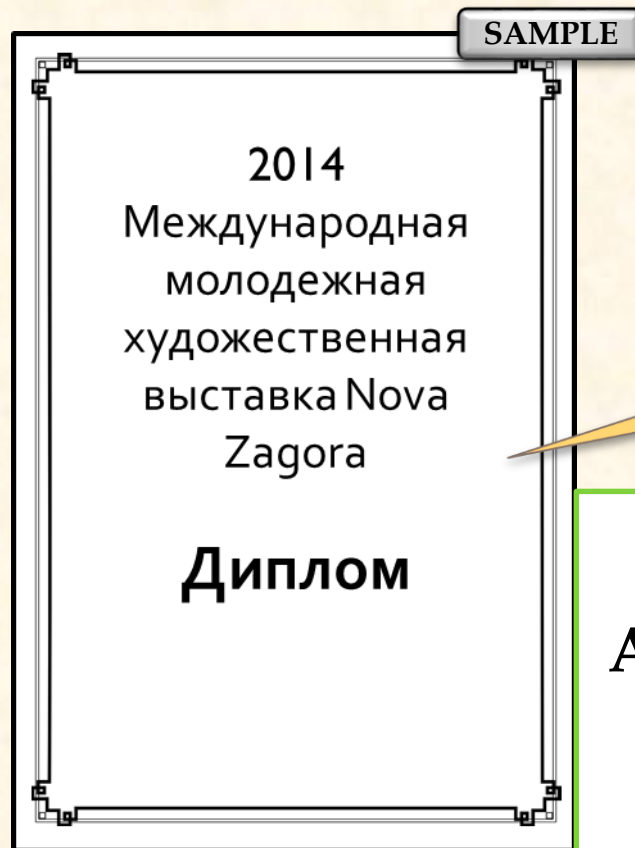 SAMPLE
2014
Международная
молодежная
художественная
выставка Nova
Zagora
Диплом